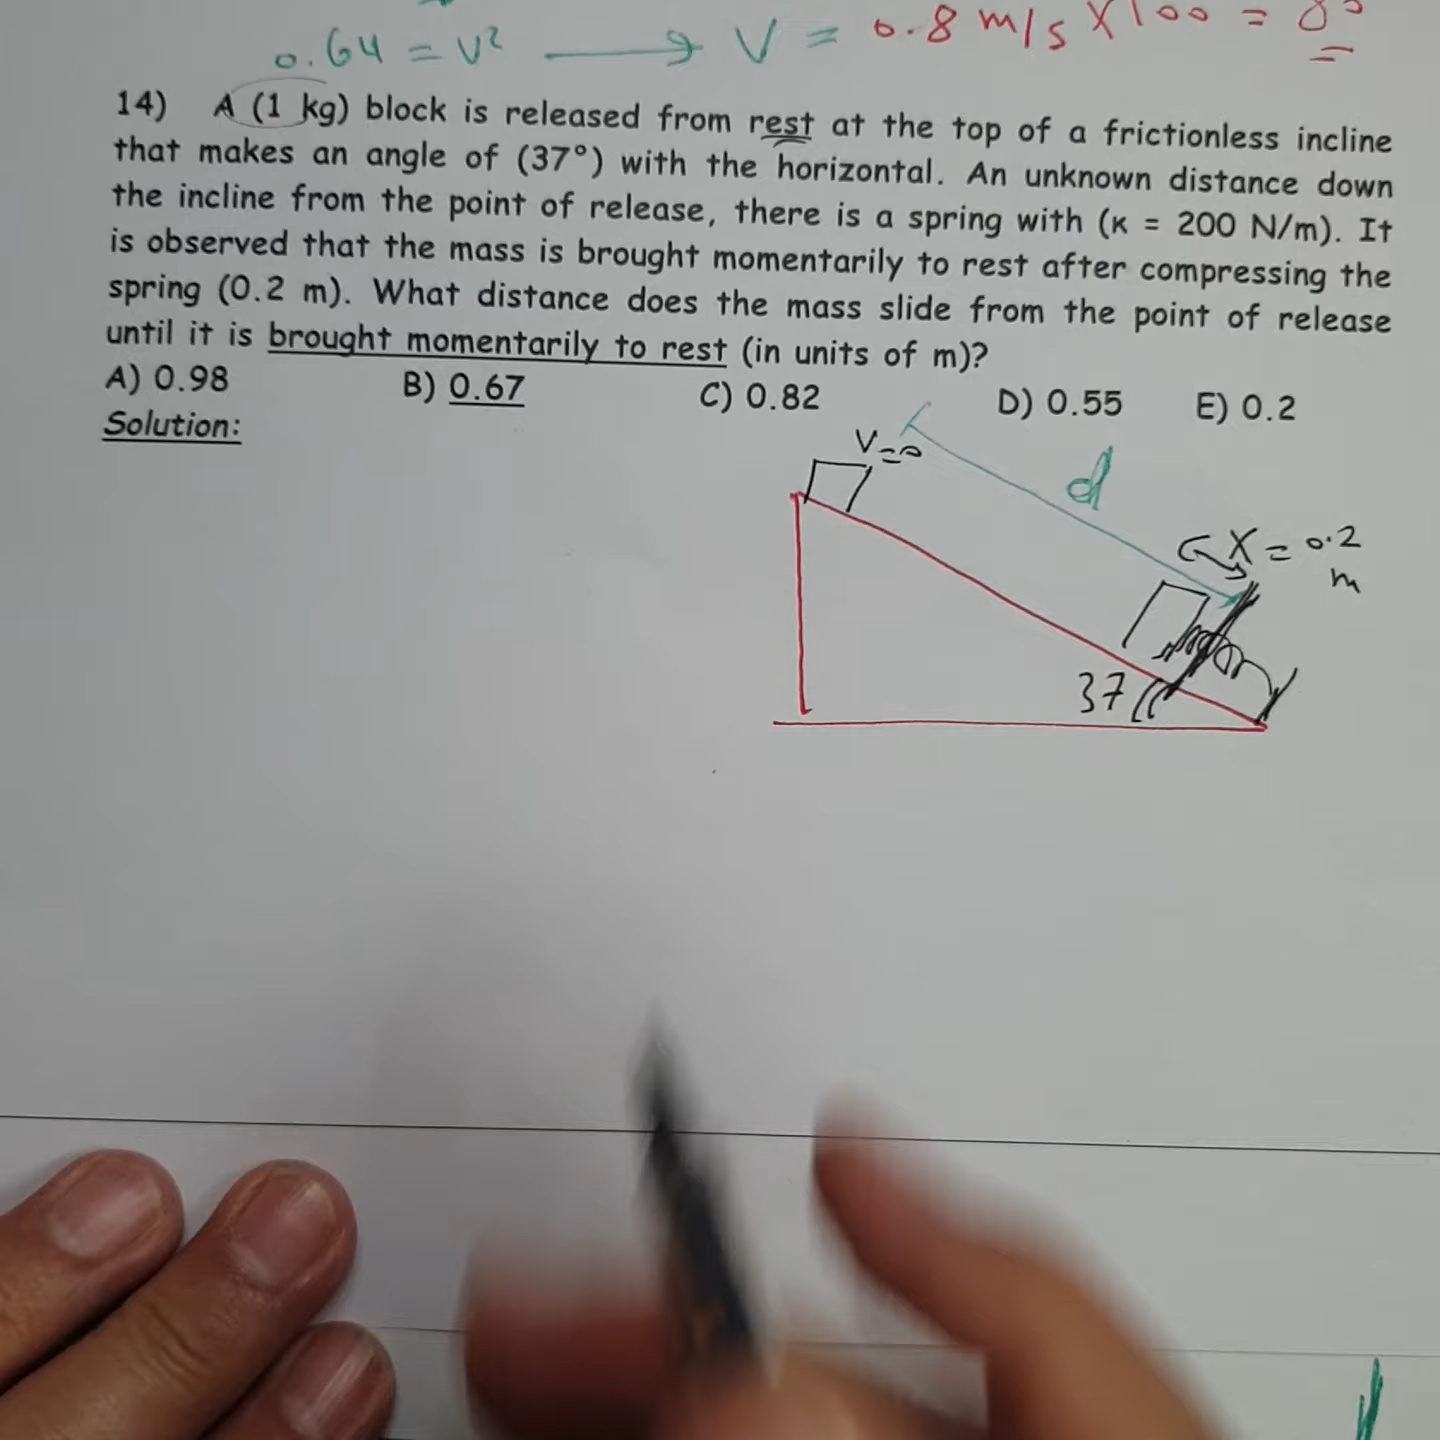 0.64 = V² → V = 0.8 m/s X 100 =
14) A (1 kg) block is released from rest at the top of a frictionless incline
that makes an angle of (37°) with the horizontal. An unknown distance down
the incline from the point of release, there is a spring with (κ = 200 N/m). It
is observed that the mass is brought momentarily to rest after compressing the
spring (0.2 m). What distance does the mass slide from the point of release
until it is brought momentarily to rest (in units of m)?
A) 0.98 B) 0.67 C) 0.82 D) 0.55 E) 0.2
Solution:
V=0
d
X = 0.2
m
37